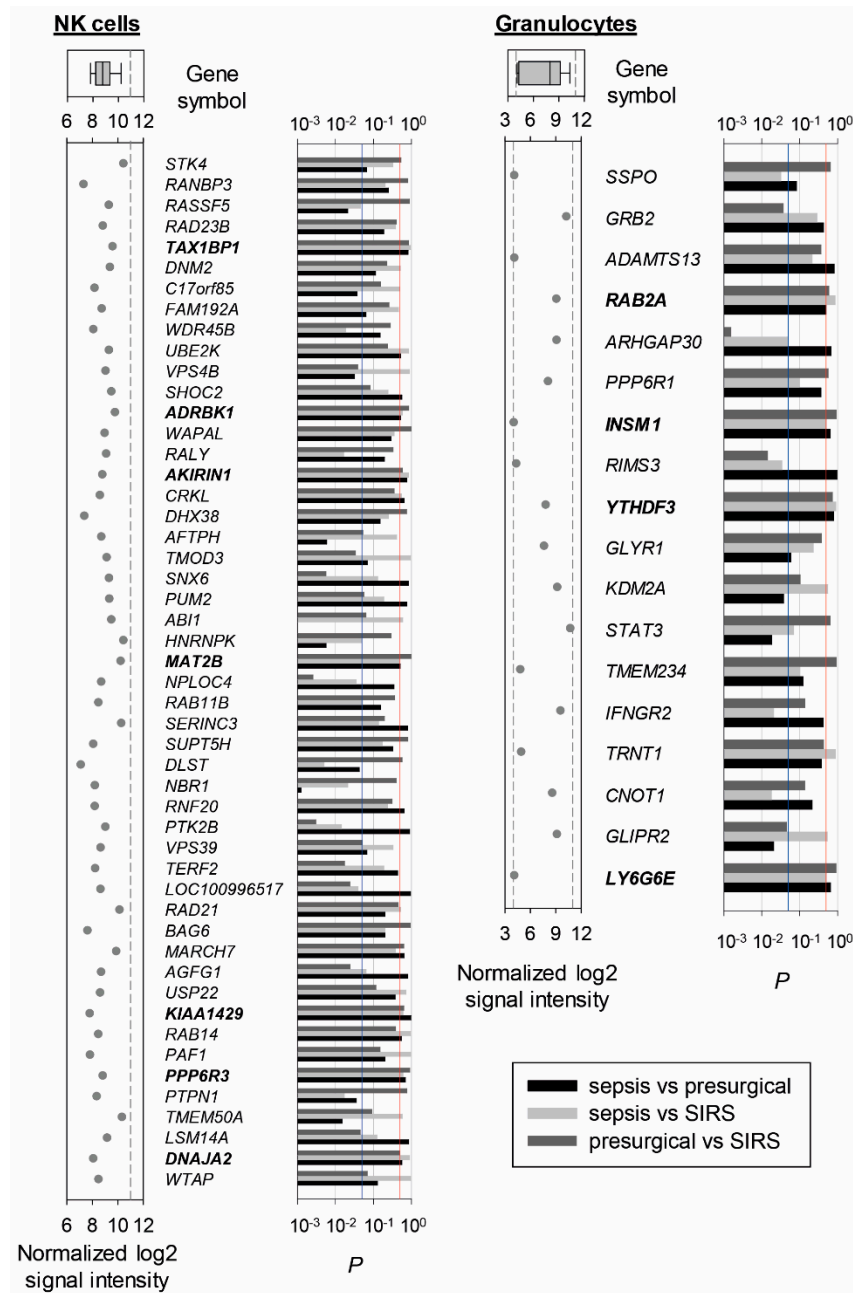 NK cells
Granulocytes
Gene
symbol
6 8 10 12
10-3 10-2 10-1 100
STK4
RANBP3
RASSF5
RAD23B
TAX1BP1
DNM2
C17orf85
FAM192A
WDR45B
UBE2K
VPS4B
SHOC2
ADRBK1
WAPAL
RALY
AKIRIN1
CRKL
DHX38
AFTPH
TMOD3
SNX6
PUM2
ABI1
HNRNPK
MAT2B
NPLOC4
RAB11B
SERINC3
SUPT5H
DLST
NBR1
RNF20
PTK2B
VPS39
TERF2
LOC100996517
RAD21
BAG6
MARCH7
AGFG1
USP22
KIAA1429
RAB14
PAF1
PPP6R3
PTPN1
TMEM50A
LSM14A
DNAJA2
WTAP
6 8 10 12
10-3 10-2 10-1 100
Normalized log2
signal intensity
P
Gene
symbol
3 6 9 12
10-3 10-2 10-1 100
SSPO
GRB2
ADAMTS13
RAB2A
ARHGAP30
PPP6R1
INSM1
RIMS3
YTHDF3
GLYR1
KDM2A
STAT3
TMEM234
IFNGR2
TRNT1
CNOT1
GLIPR2
LY6G6E
3 6 9 12
10-3 10-2 10-1 100
Normalized log2
signal intensity
P
sepsis vs presurgical
sepsis vs SIRS
presurgical vs SIRS